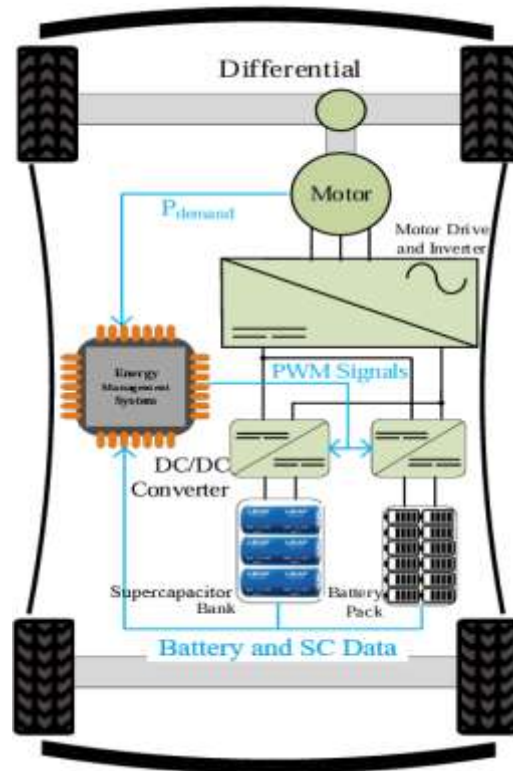 Differential
Motor
P_demand
Motor Drive
and Inverter
Energy
Management
System
PWM Signals
DC/DC
Converter
Supercapacitor
Bank
Battery
Pack
Battery and SC Data